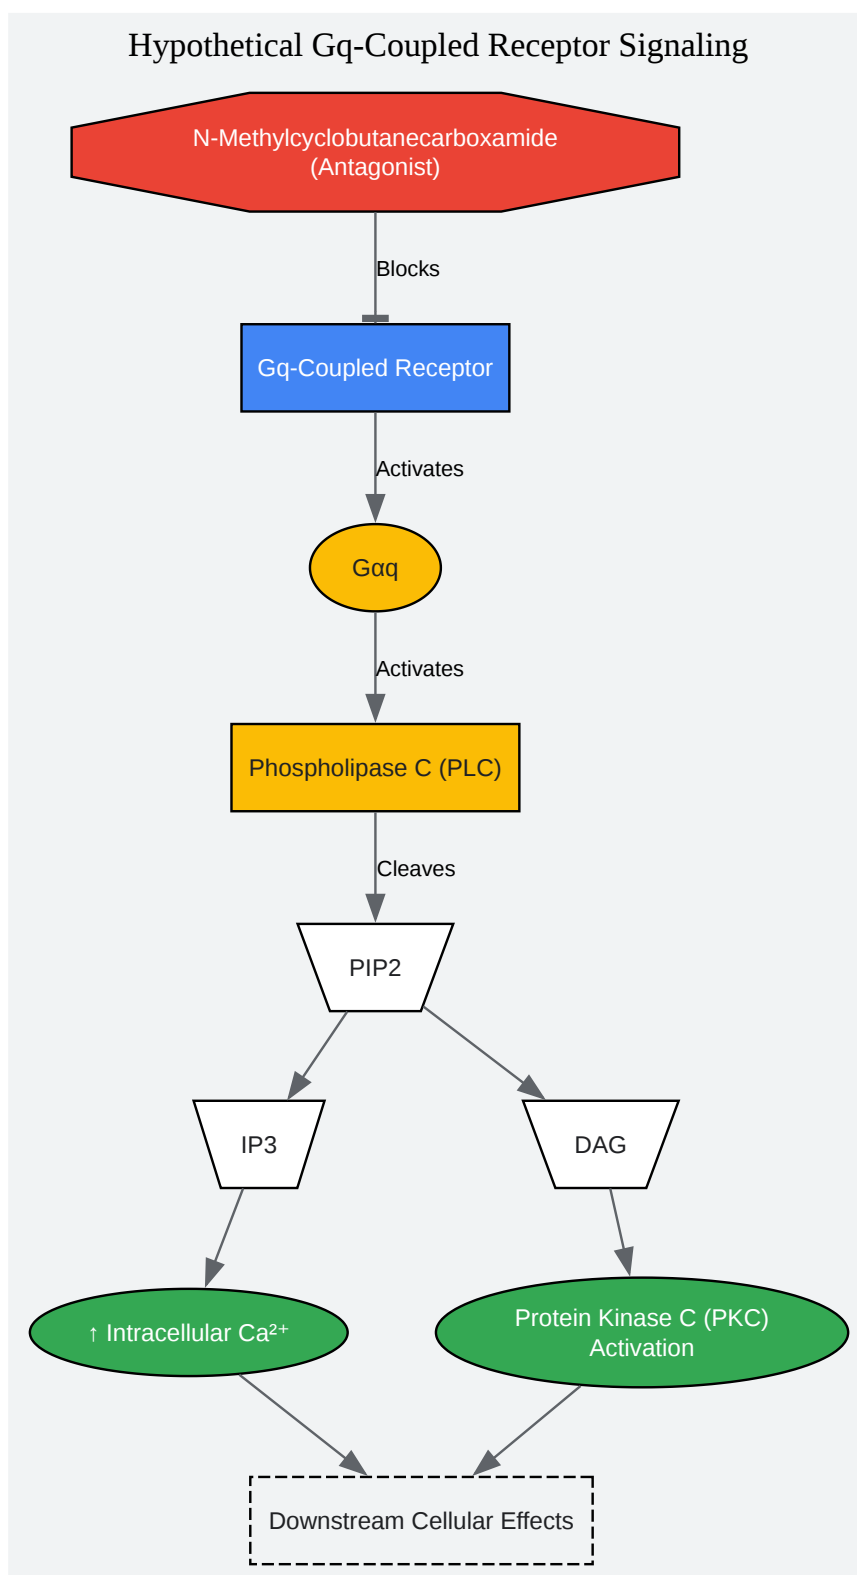 Hypothetical Gq-Coupled Receptor Signaling
N-Methylcyclobutanecarboxamide
(Antagonist)
Blocks
Gq-Coupled Receptor
Activates
Gαq
Activates
Phospholipase C (PLC)
Cleaves
PIP2
IP3
DAG
↑ Intracellular Ca²⁺
Protein Kinase C (PKC)
Activation
Downstream Cellular Effects